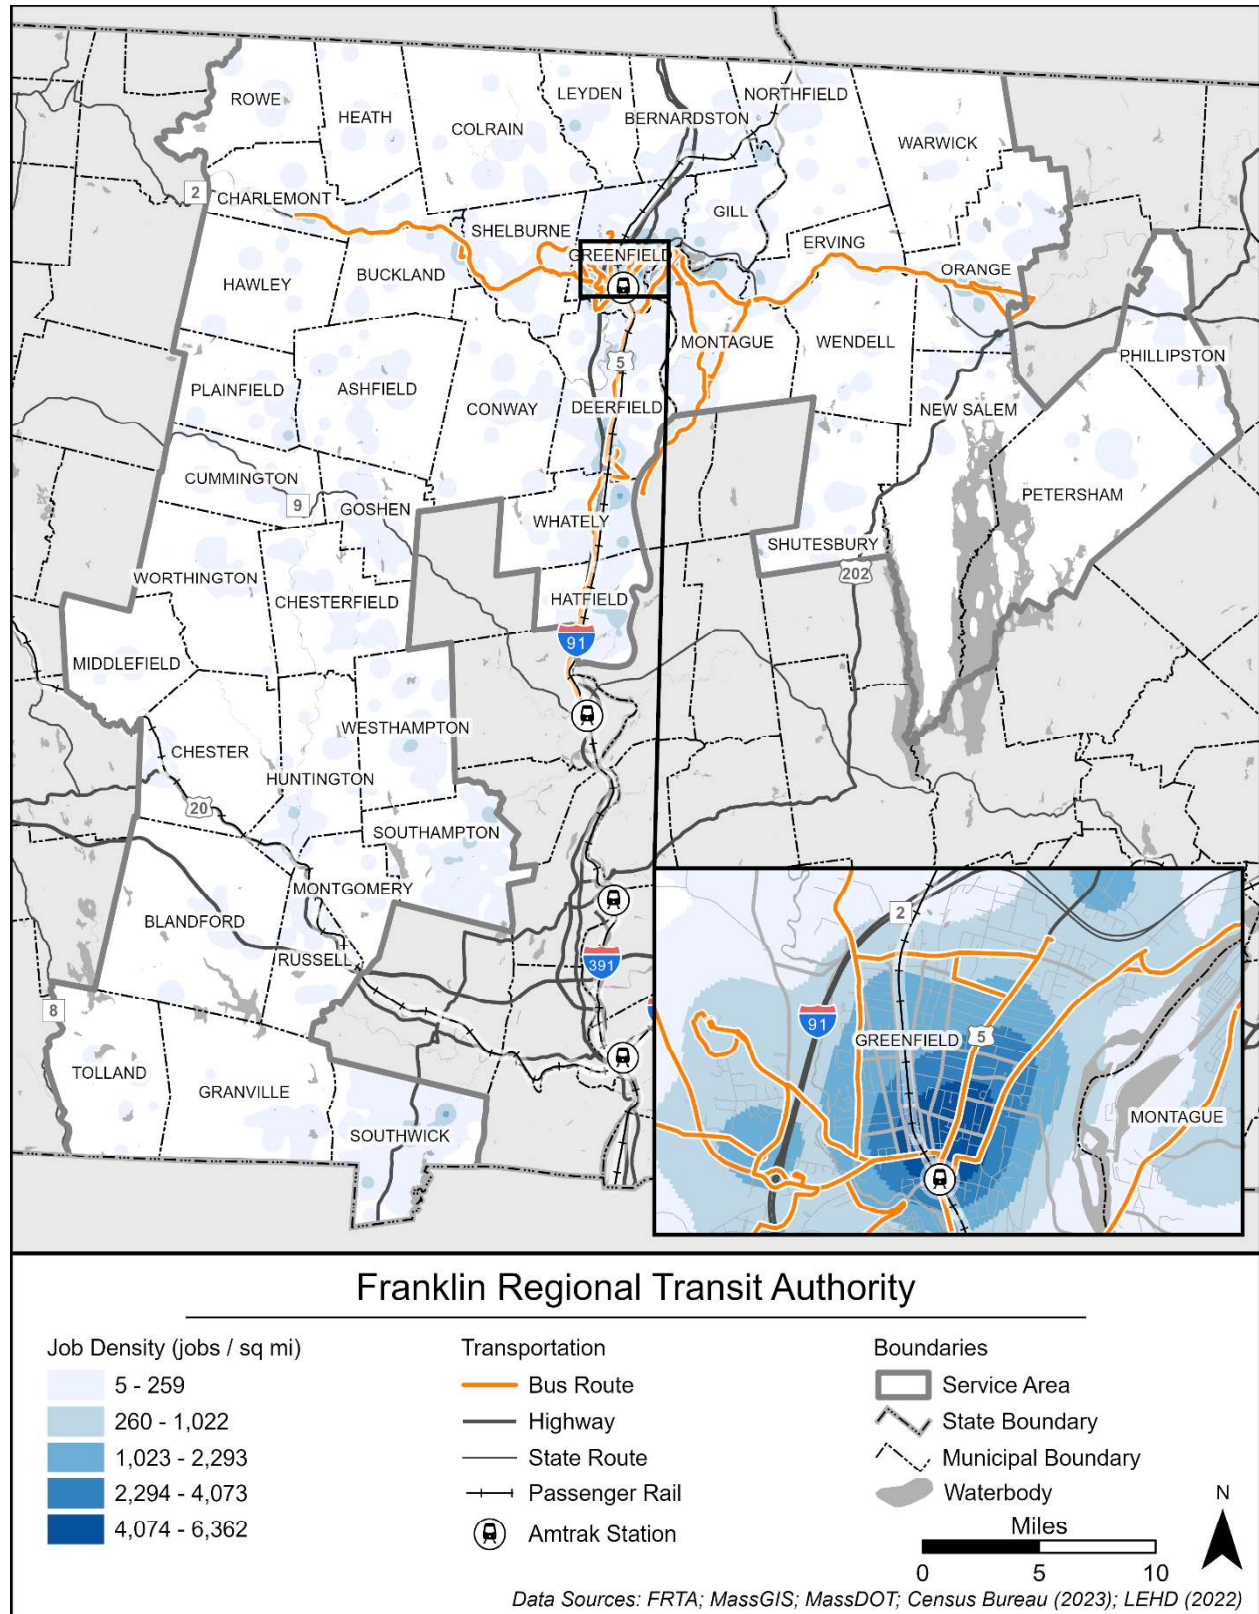 LEYDEN
NORTHFIELD
ROWE
HEATH
BERNARDSTON
COLRAIN
WARWICK
2
CHARLEMONT
GILL
SHELBURNE
ERVING
GREENFIELD
ORANGE
BUCKLAND
HAWLEY
MONTAGUE
WENDELL
PHILLIPSTON
5
PLAINFIELD
ASHFIELD
CONWAY
DEERFIELD
NEW SALEM
CUMMINGTON
9
GOSHEN
PETERSHAM
WHATELY
SHUTESBURY
202
WORTHINGTON
CHESTERFIELD
HATFIELD
91
MIDDLEFIELD
WESTHAMPTON
CHESTER
HUNTINGTON
20
SOUTHAMPTON
MONTGOMERY
BLANDFORD
RUSSELL
391
8
TOLLAND
GRANVILLE
SOUTHWICK
2
91
GREENFIELD
5
MONTAGUE
Franklin Regional Transit Authority
Job Density (jobs / sq mi)
5 - 259
260 - 1,022
1,023 - 2,293
2,294 - 4,073
4,074 - 6,362
Transportation
Bus Route
Highway
State Route
Passenger Rail
Amtrak Station
Boundaries
Service Area
State Boundary
Municipal Boundary
Waterbody
N
Miles
0 5 10
Data Sources: FRTA; MassGIS; MassDOT; Census Bureau (2023); LEHD (2022)